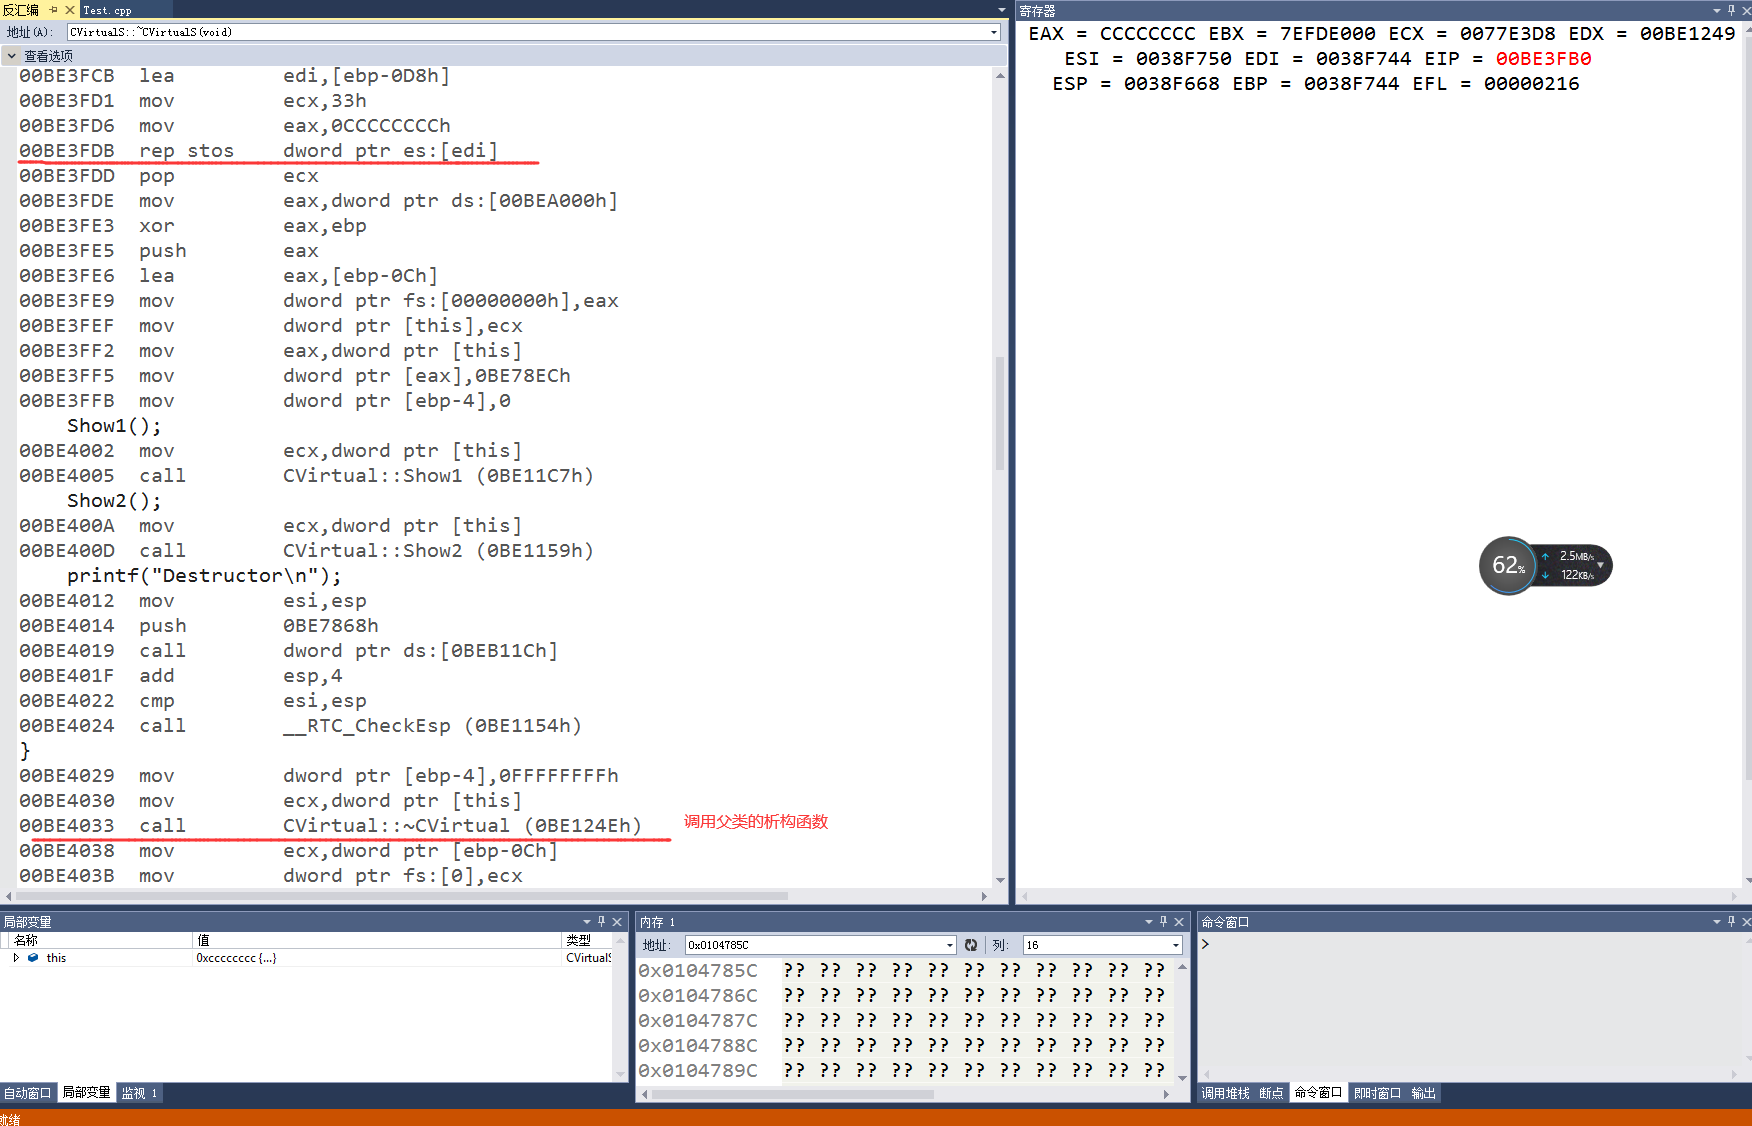 反汇编
Test.cpp
地址(A): CVirtualS::~CVirtualS(void)
查看选项
00BE3FCB lea edi,[ebp-0D8h]
00BE3FD1 mov ecx,33h
00BE3FD6 mov eax,0CCCCCCCCh
00BE3FDB rep stos dword ptr es:[edi]
00BE3FDD pop ecx
00BE3FDE mov eax,dword ptr ds:[00BEA000h]
00BE3FE3 xor eax,ebp
00BE3FE5 push eax
00BE3FE6 lea eax,[ebp-0Ch]
00BE3FE9 mov dword ptr fs:[00000000h],eax
00BE3FEF mov dword ptr [this],ecx
00BE3FF2 mov eax,dword ptr [this]
00BE3FF5 mov dword ptr [eax],0BE78ECh
00BE3FFB mov dword ptr [ebp-4],0
Show1();
00BE4002 mov ecx,dword ptr [this]
00BE4005 call CVirtual::Show1 (0BE11C7h)
Show2();
00BE400A mov ecx,dword ptr [this]
00BE400D call CVirtual::Show2 (0BE1159h)
printf("Destructor\n");
00BE4012 mov esi,esp
00BE4014 push 0BE7868h
00BE4019 call dword ptr ds:[0BEB11Ch]
00BE401F add esp,4
00BE4022 cmp esi,esp
00BE4024 call __RTC_CheckEsp (0BE1154h)
}
00BE4029 mov dword ptr [ebp-4],0FFFFFFFFh
00BE4030 mov ecx,dword ptr [this]
00BE4033 call CVirtual::~CVirtual (0BE124Eh) 调用父类的析构函数
00BE4038 mov ecx,dword ptr [ebp-0Ch]
00BE403B mov dword ptr fs:[0],ecx
寄存器
EAX = CCCCCCCC EBX = 7EFDE000 ECX = 0077E3D8 EDX = 00BE1249
ESI = 0038F750 EDI = 0038F744 EIP = 00BE3FB0
ESP = 0038F668 EBP = 0038F744 EFL = 00000216
62% ↑ 2.5MB/s
↓ 122KB/s
局部变量
名称 值 类型
this 0xcccccccc {...} CVirtualS
自动窗口 局部变量 监视 1
内存 1
地址: 0x0104785C 列: 16
0x0104785C ?? ?? ?? ?? ?? ?? ?? ?? ?? ?? ??
0x0104786C ?? ?? ?? ?? ?? ?? ?? ?? ?? ?? ??
0x0104787C ?? ?? ?? ?? ?? ?? ?? ?? ?? ?? ??
0x0104788C ?? ?? ?? ?? ?? ?? ?? ?? ?? ?? ??
0x0104789C ?? ?? ?? ?? ?? ?? ?? ?? ?? ?? ??
命令窗口
>
调用堆栈 断点 命令窗口 即时窗口 输出
就绪